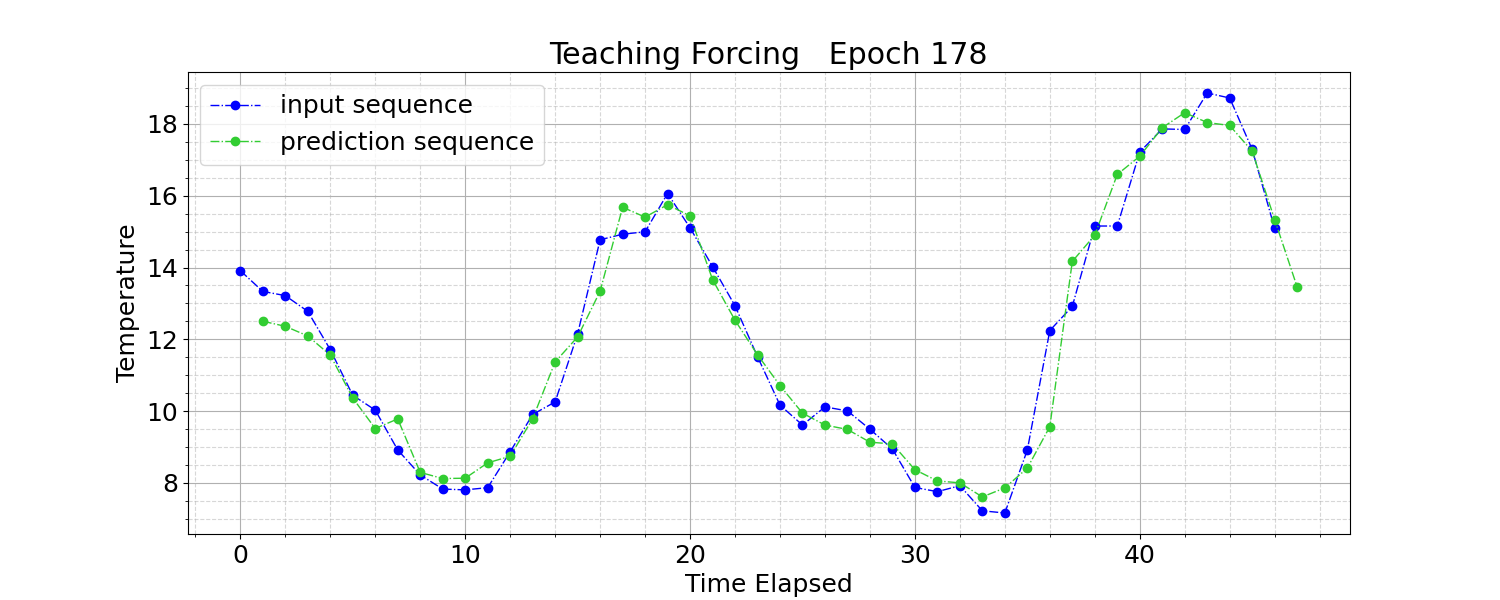 Teaching Forcing   Epoch 178
input sequence
prediction sequence
Temperature
18
16
14
12
10
8
0 10 20 30 40
Time Elapsed